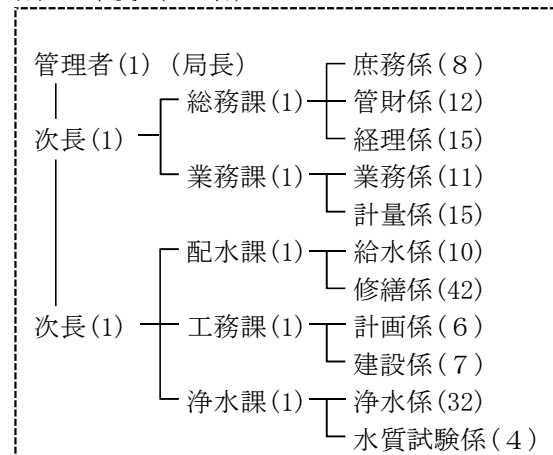 管理者(1) (局長)
庶務係(８)
総務課(1)
管財係(12)
次長(1)
経理係(15)
業務課(1)
業務係(11)
計量係(15)
配水課(1)
給水係(10)
修繕係(42)
次長(1)
工務課(1)
計画係(６)
建設係(７)
浄水課(1)
浄水係(32)
水質試験係(４)